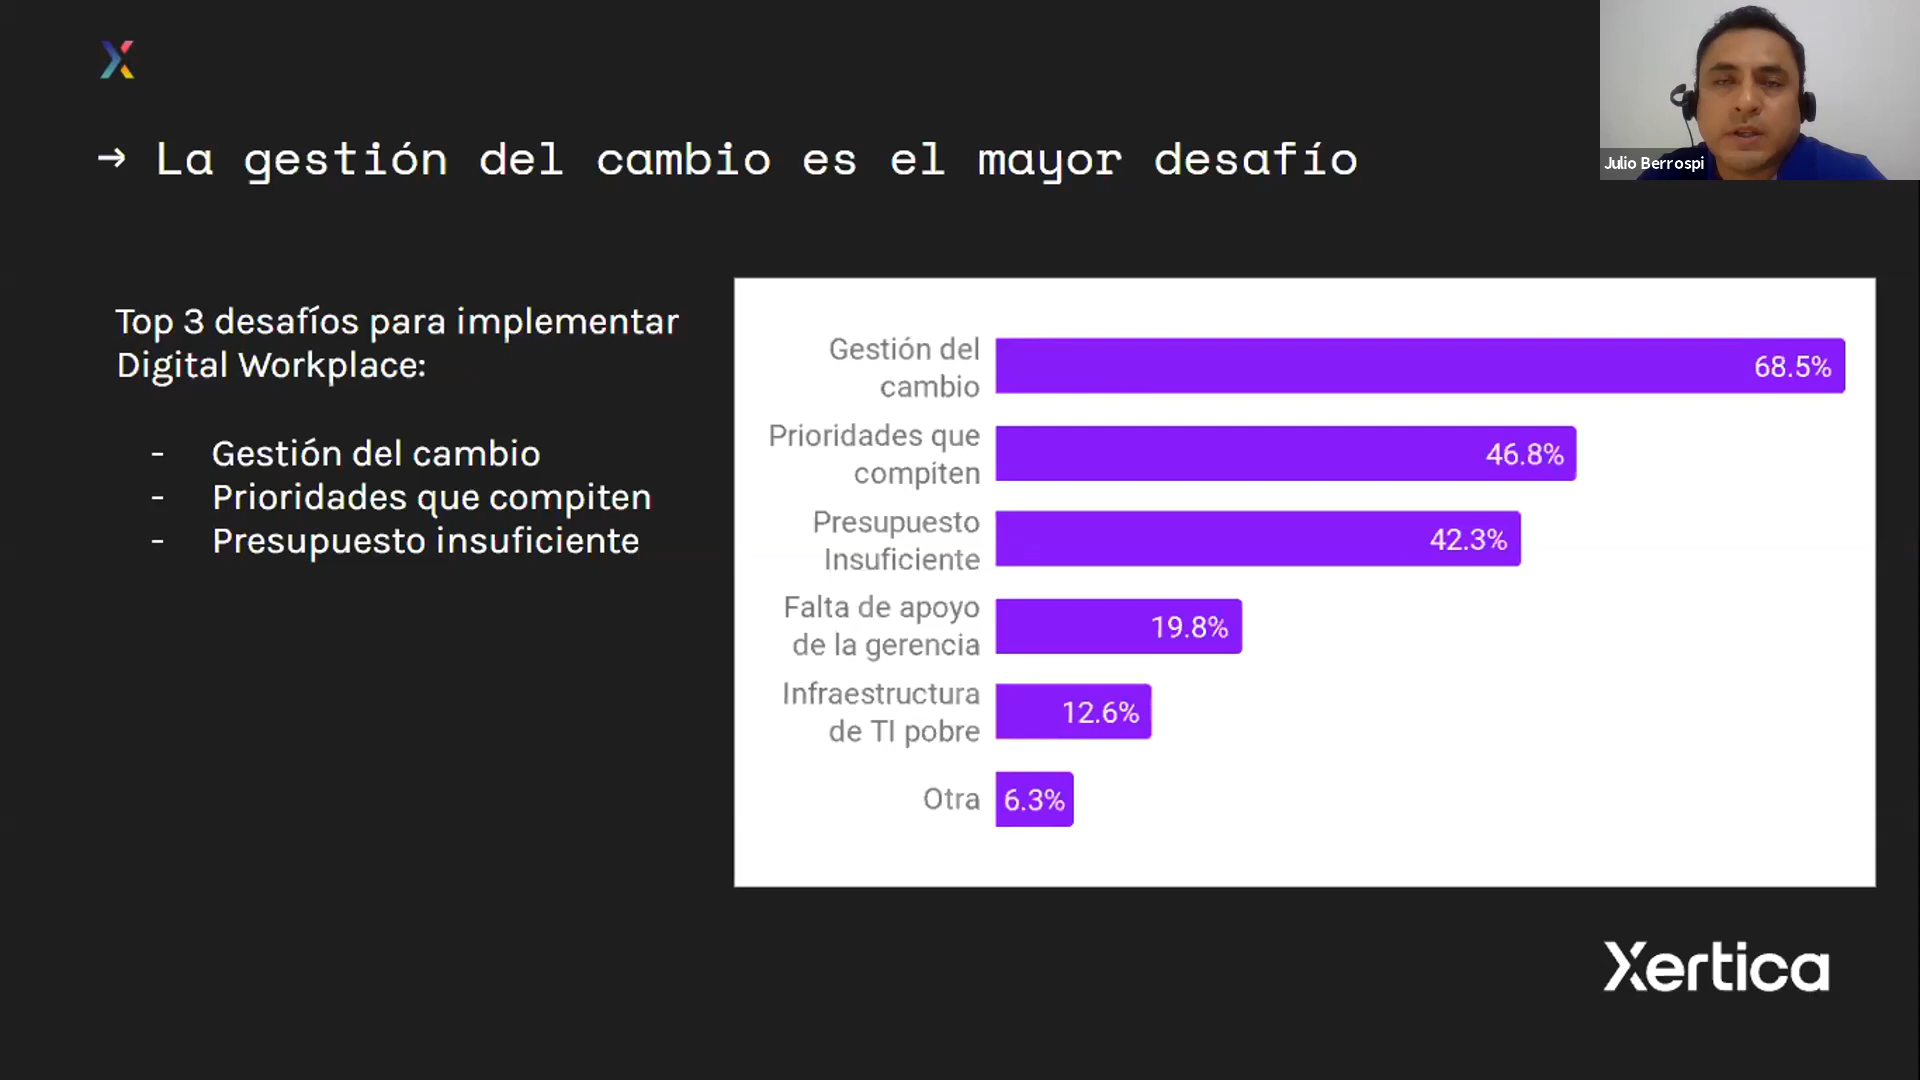 Julio Berrospi
→ La gestión del cambio es el mayor desafío
Top 3 desafíos para implementar
Digital Workplace:
- Gestión del cambio
- Prioridades que compiten
- Presupuesto insuficiente
Gestión del
cambio
68.5%
Prioridades que
compiten
46.8%
Presupuesto
Insuficiente
42.3%
Falta de apoyo
de la gerencia
19.8%
Infraestructura
de TI pobre
12.6%
Otra
6.3%
Xertica